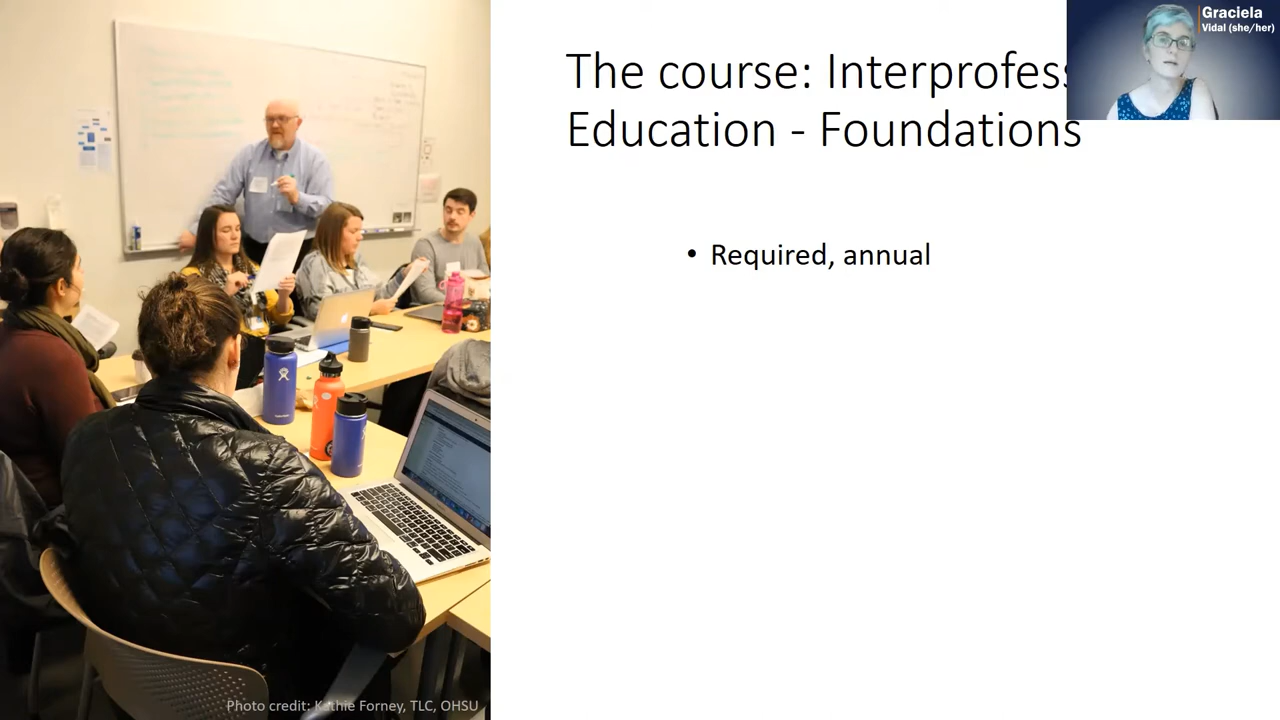 The course: Interprofess
Education - Foundations
Graciela
Vidal (she/her)
• Required, annual
Photo credit: Kathie Forney, TLC, OHSU